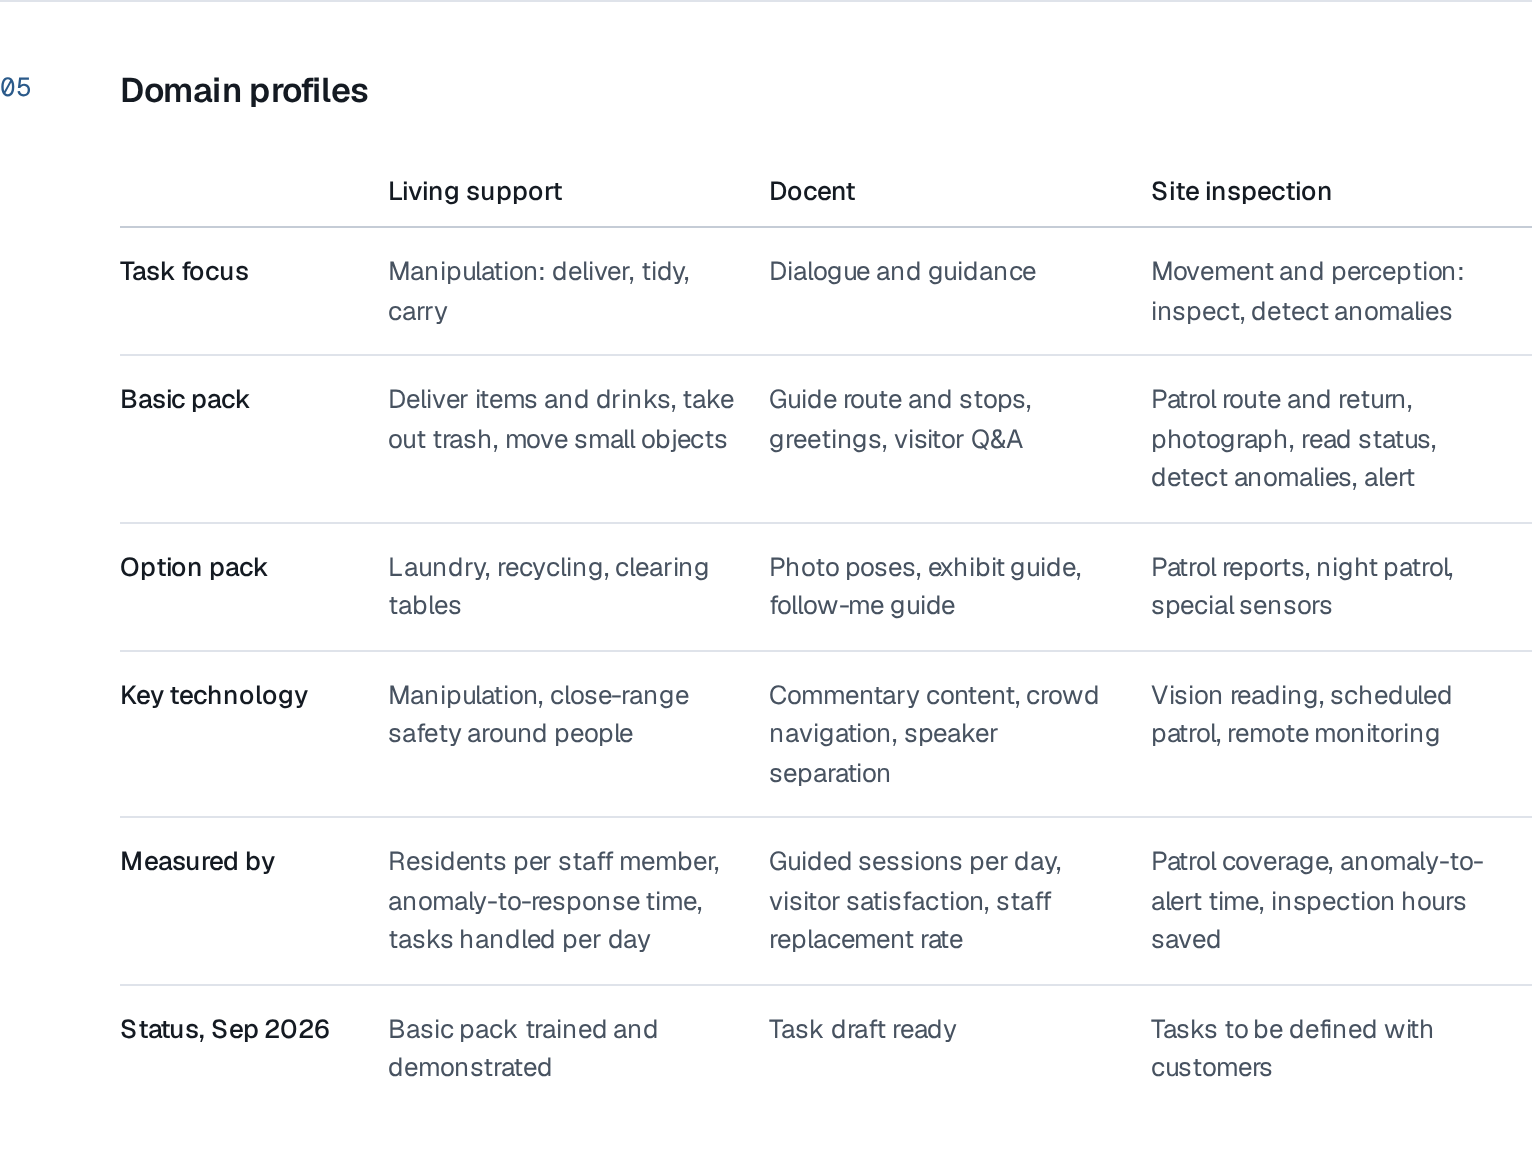 05
Domain profiles
Living support
Docent
Site inspection
Task focus
Manipulation: deliver, tidy,
carry
Dialogue and guidance
Movement and perception:
inspect, detect anomalies
Basic pack
Deliver items and drinks, take
out trash, move small objects
Guide route and stops,
greetings, visitor Q&A
Patrol route and return,
photograph, read status,
detect anomalies, alert
Option pack
Laundry, recycling, clearing
tables
Photo poses, exhibit guide,
follow-me guide
Patrol reports, night patrol,
special sensors
Key technology
Manipulation, close-range
safety around people
Commentary content, crowd
navigation, speaker
separation
Vision reading, scheduled
patrol, remote monitoring
Measured by
Residents per staff member,
anomaly-to-response time,
tasks handled per day
Guided sessions per day,
visitor satisfaction, staff
replacement rate
Patrol coverage, anomaly-to-
alert time, inspection hours
saved
Status, Sep 2026
Basic pack trained and
demonstrated
Task draft ready
Tasks to be defined with
customers